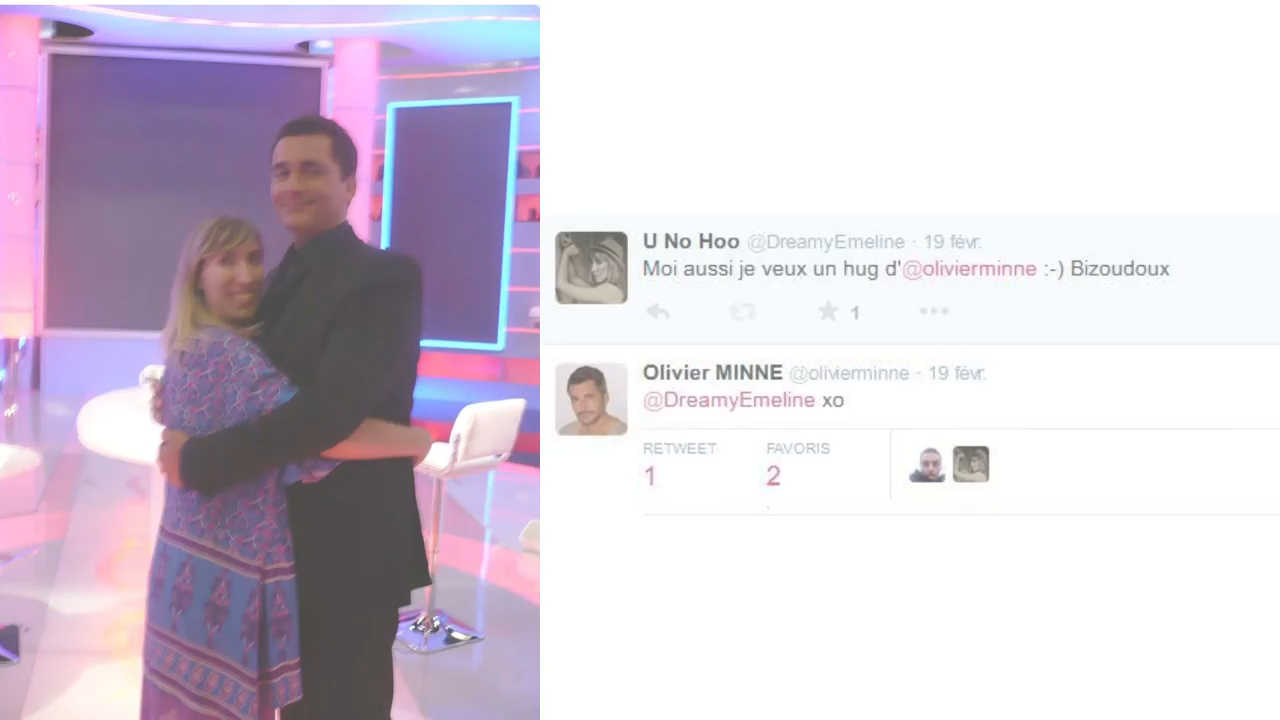 U No Hoo @DreamyEmeline · 19 févr.
Moi aussi je veux un hug d'@olivierminne :-) Bizoudoux
1
Olivier MINNE @olivierminne · 19 févr.
@DreamyEmeline xo
RETWEET FAVORIS
1 2